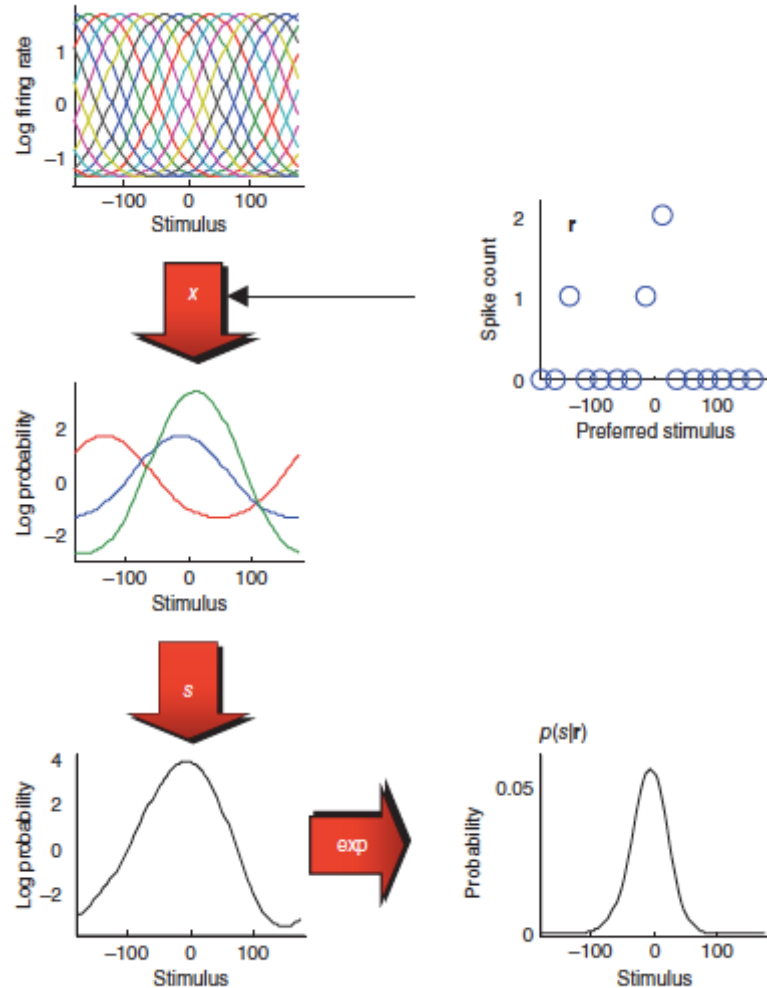 Log firing rate
1
0
−1
−100 0 100
Stimulus
x
r
Spike count
2
1
0
−100 0 100
Preferred stimulus
Log probability
2
0
−2
−100 0 100
Stimulus
s
Log probability
4
2
0
−2
−100 0 100
Stimulus
exp
p(s|r)
Probability
0.05
0
−100 0 100
Stimulus